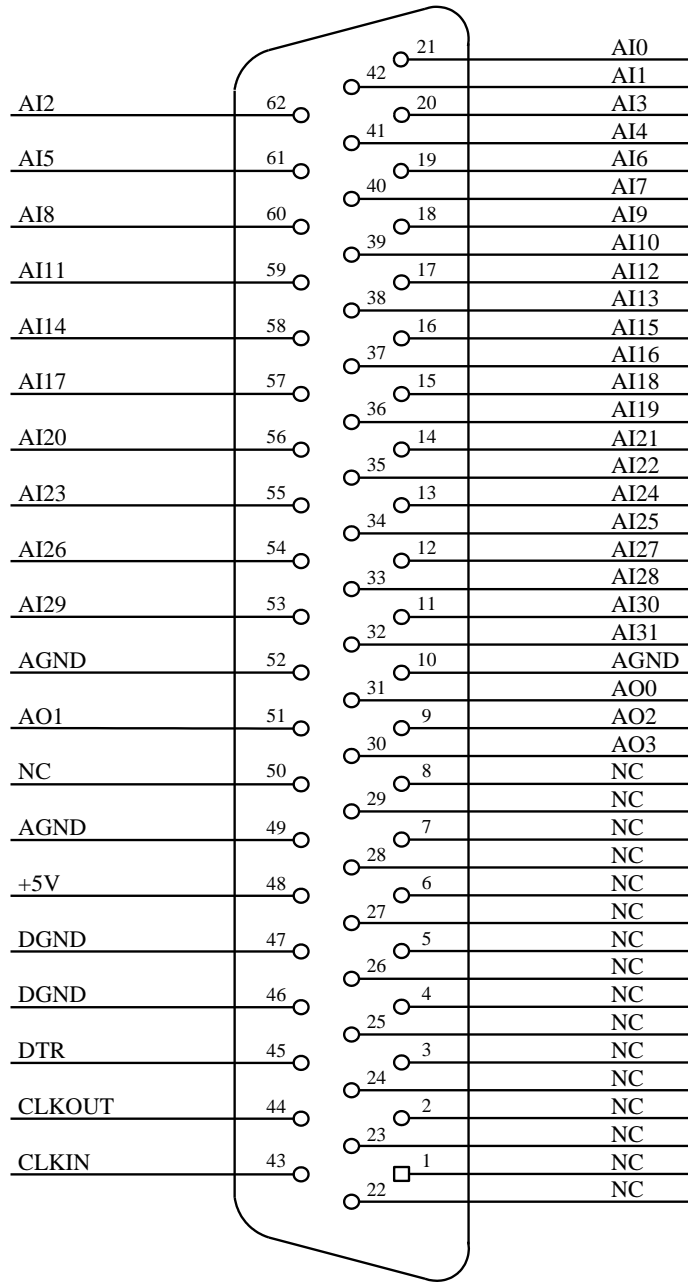 21 AI0
42 AI1
AI2 62 20 AI3
41 AI4
AI5 61 19 AI6
40 AI7
AI8 60 18 AI9
39 AI10
AI11 59 17 AI12
38 AI13
AI14 58 16 AI15
37 AI16
AI17 57 15 AI18
36 AI19
AI20 56 14 AI21
35 AI22
AI23 55 13 AI24
34 AI25
AI26 54 12 AI27
33 AI28
AI29 53 11 AI30
32 AI31
AGND 52 10 AGND
31 AO0
AO1 51 9 AO2
30 AO3
NC 50 8 NC
29 NC
AGND 49 7 NC
28 NC
+5V 48 6 NC
27 NC
DGND 47 5 NC
26 NC
DGND 46 4 NC
25 NC
DTR 45 3 NC
24 NC
CLKOUT 44 2 NC
23 NC
CLKIN 43 1 NC
22 NC